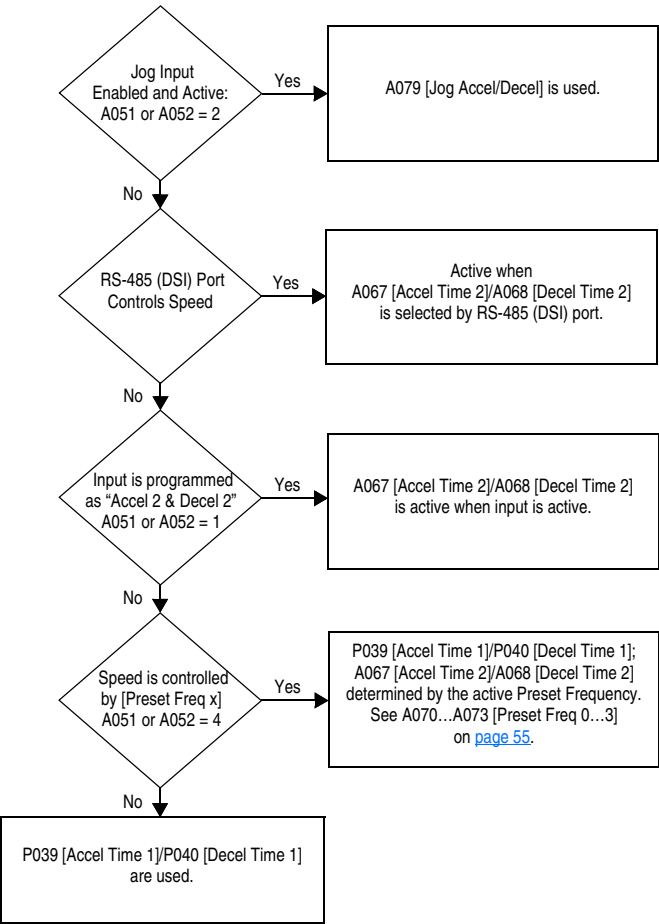 Jog Input
Enabled and Active:
A051 or A052 = 2
Yes
A079 [Jog Accel/Decel] is used.
No
RS-485 (DSI) Port
Controls Speed
Yes
Active when
A067 [Accel Time 2]/A068 [Decel Time 2]
is selected by RS-485 (DSI) port.
No
Input is programmed
as “Accel 2 & Decel 2”
A051 or A052 = 1
Yes
A067 [Accel Time 2]/A068 [Decel Time 2]
is active when input is active.
No
Speed is controlled
by [Preset Freq x]
A051 or A052 = 4
Yes
P039 [Accel Time 1]/P040 [Decel Time 1];
A067 [Accel Time 2]/A068 [Decel Time 2]
determined by the active Preset Frequency.
See A070…A073 [Preset Freq 0…3]
on page 55.
No
P039 [Accel Time 1]/P040 [Decel Time 1]
are used.